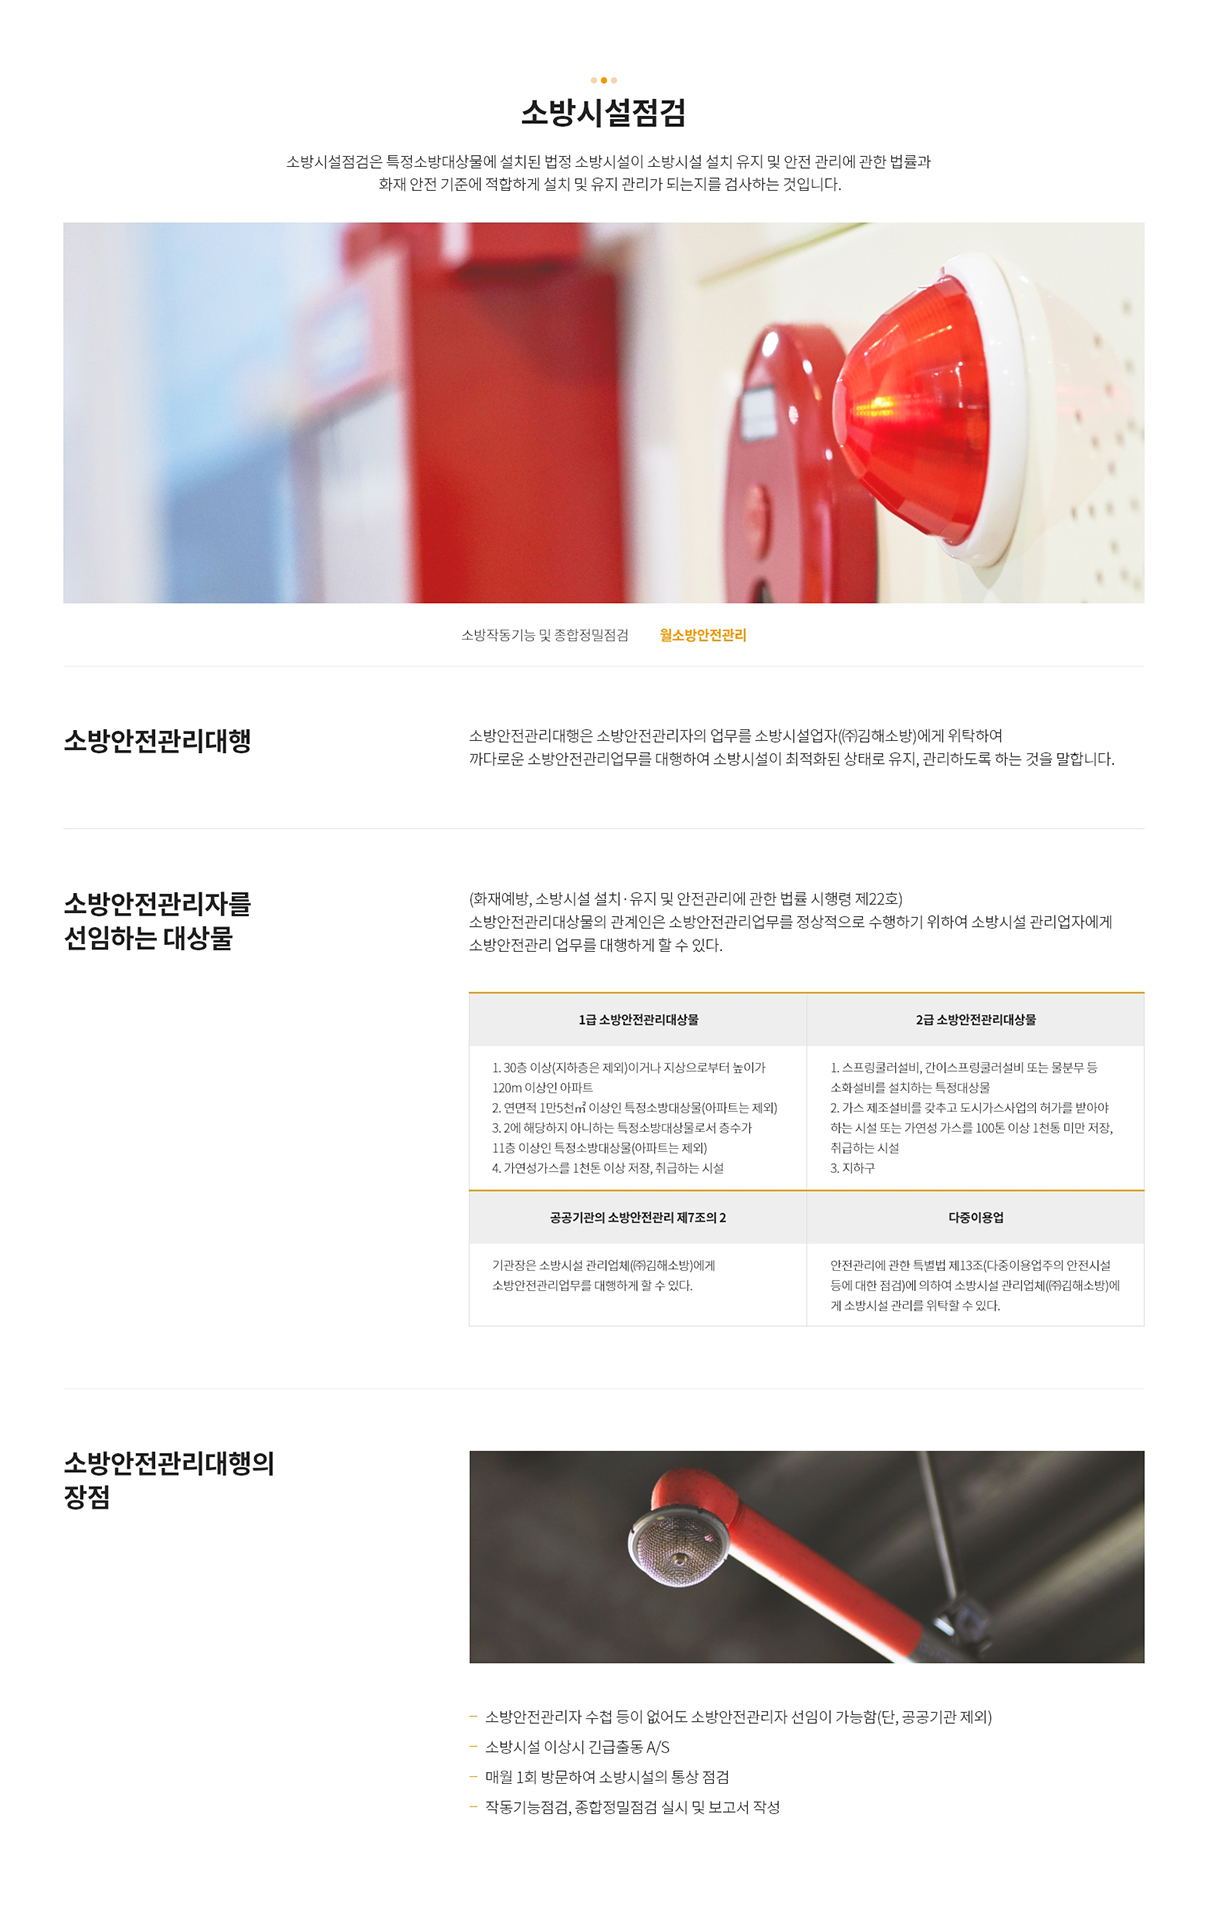 소방시설점검
소방시설점검은 특정소방대상물에 설치된 법정 소방시설이 소방시설 설치 유지 및 안전 관리에 관한 법률과
화재 안전 기준에 적합하게 설치 및 유지 관리가 되는지를 검사하는 것입니다.
소방작동기능 및 종합정밀점검 월소방안전관리
소방안전관리대행
소방안전관리대행은 소방안전관리자의 업무를 소방시설업자(㈜김해소방)에게 위탁하여
까다로운 소방안전관리업무를 대행하여 소방시설이 최적화된 상태로 유지, 관리하도록 하는 것을 말합니다.
소방안전관리자를
선임하는 대상물
(화재예방, 소방시설 설치·유지 및 안전관리에 관한 법률 시행령 제22호)
소방안전관리대상물의 관계인은 소방안전관리업무를 정상적으로 수행하기 위하여 소방시설 관리업자에게
소방안전관리 업무를 대행하게 할 수 있다.
1급 소방안전관리대상물
1. 30층 이상(지하층은 제외)이거나 지상으로부터 높이가
120m 이상인 아파트
2. 연면적 1만5천㎡ 이상인 특정소방대상물(아파트는 제외)
3. 2에 해당하지 아니하는 특정소방대상물로서 층수가
11층 이상인 특정소방대상물(아파트는 제외)
4. 가연성가스를 1천톤 이상 저장, 취급하는 시설
2급 소방안전관리대상물
1. 스프링쿨러설비, 간이스프링쿨러설비 또는 물분무 등
소화설비를 설치하는 특정대상물
2. 가스 제조설비를 갖추고 도시가스사업의 허가를 받아야
하는 시설 또는 가연성 가스를 100톤 이상 1천통 미만 저장,
취급하는 시설
3. 지하구
공공기관의 소방안전관리 제7조의 2
기관장은 소방시설 관리업체(㈜김해소방)에게
소방안전관리업무를 대행하게 할 수 있다.
다중이용업
안전관리에 관한 특별법 제13조(다중이용업주의 안전시설
등에 대한 점검)에 의하여 소방시설 관리업체(㈜김해소방)에
게 소방시설 관리를 위탁할 수 있다.
소방안전관리대행의
장점
– 소방안전관리자 수첩 등이 없어도 소방안전관리자 선임이 가능함(단, 공공기관 제외)
– 소방시설 이상시 긴급출동 A/S
– 매월 1회 방문하여 소방시설의 통상 점검
– 작동기능점검, 종합정밀점검 실시 및 보고서 작성